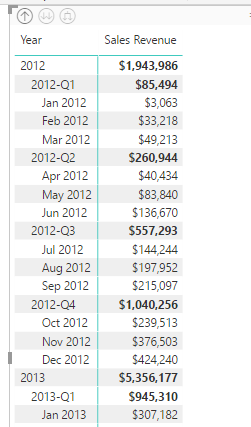 Year Sales Revenue
2012 $1,943,986
2012-Q1 $85,494
Jan 2012 $3,063
Feb 2012 $33,218
Mar 2012 $49,213
2012-Q2 $260,944
Apr 2012 $40,434
May 2012 $83,840
Jun 2012 $136,670
2012-Q3 $557,293
Jul 2012 $144,244
Aug 2012 $197,952
Sep 2012 $215,097
2012-Q4 $1,040,256
Oct 2012 $239,513
Nov 2012 $376,503
Dec 2012 $424,240
2013 $5,356,177
2013-Q1 $945,310
Jan 2013 $307,182